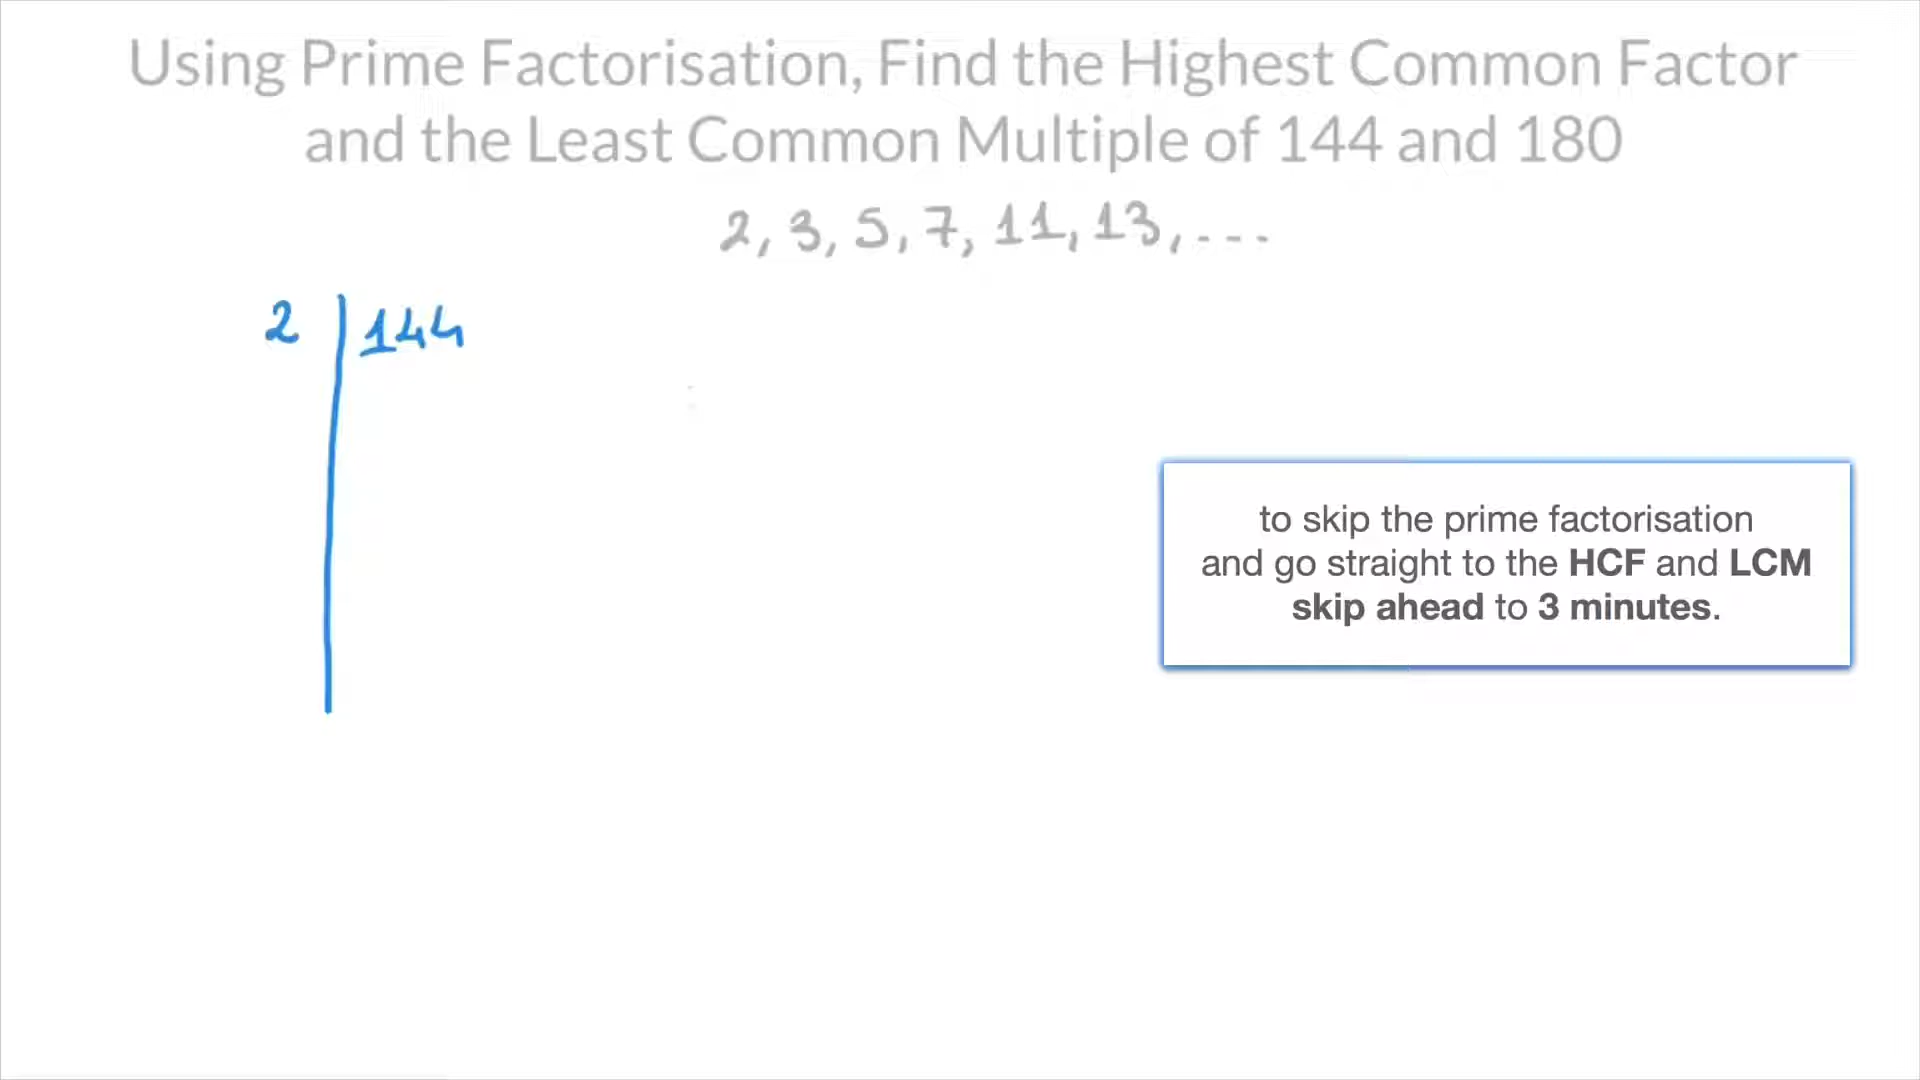 Using Prime Factorisation, Find the Highest Common Factor
and the Least Common Multiple of 144 and 180
2, 3, 5, 7, 11, 13, ...
2 | 144
to skip the prime factorisation
and go straight to the HCF and LCM
skip ahead to 3 minutes.